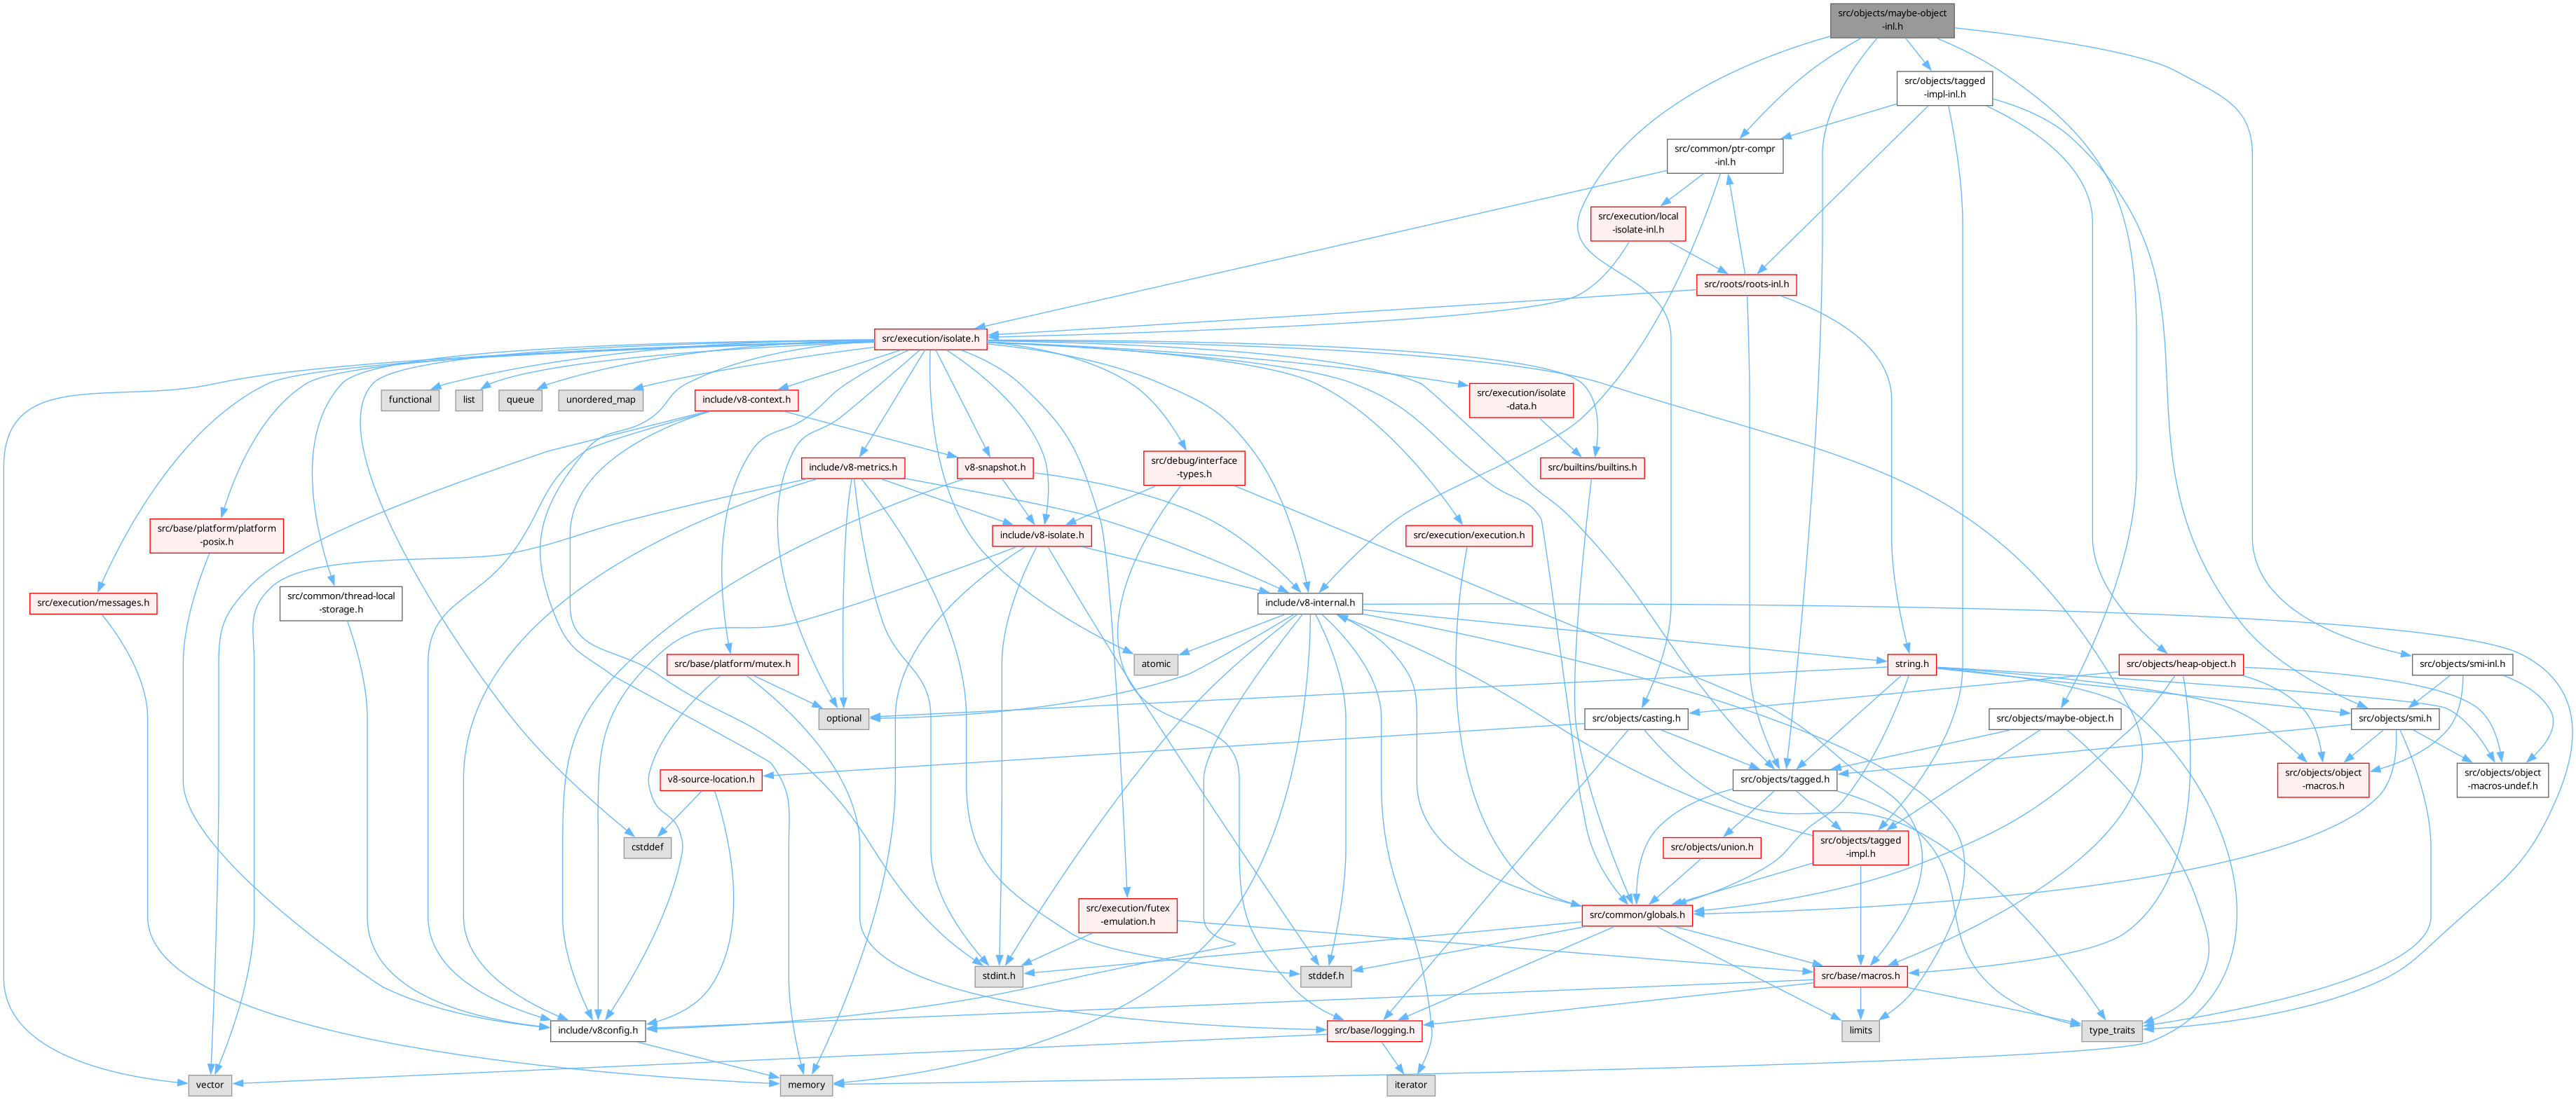 src/objects/maybe-object
-inl.h
src/objects/tagged
-impl-inl.h
src/common/ptr-compr
-inl.h
src/execution/local
-isolate-inl.h
src/roots/roots-inl.h
src/execution/isolate.h
functional
list
queue
unordered_map
include/v8-context.h
src/execution/isolate
-data.h
include/v8-metrics.h
v8-snapshot.h
src/debug/interface
-types.h
src/builtins/builtins.h
src/base/platform/platform
-posix.h
include/v8-isolate.h
src/execution/execution.h
src/execution/messages.h
src/common/thread-local
-storage.h
include/v8-internal.h
src/base/platform/mutex.h
atomic
string.h
src/objects/heap-object.h
src/objects/smi-inl.h
optional
src/objects/casting.h
src/objects/maybe-object.h
src/objects/smi.h
v8-source-location.h
src/objects/tagged.h
src/objects/object
-macros.h
src/objects/object
-macros-undef.h
cstddef
src/objects/union.h
src/objects/tagged
-impl.h
src/execution/futex
-emulation.h
src/common/globals.h
stdint.h
stddef.h
src/base/macros.h
include/v8config.h
src/base/logging.h
limits
type_traits
vector
memory
iterator